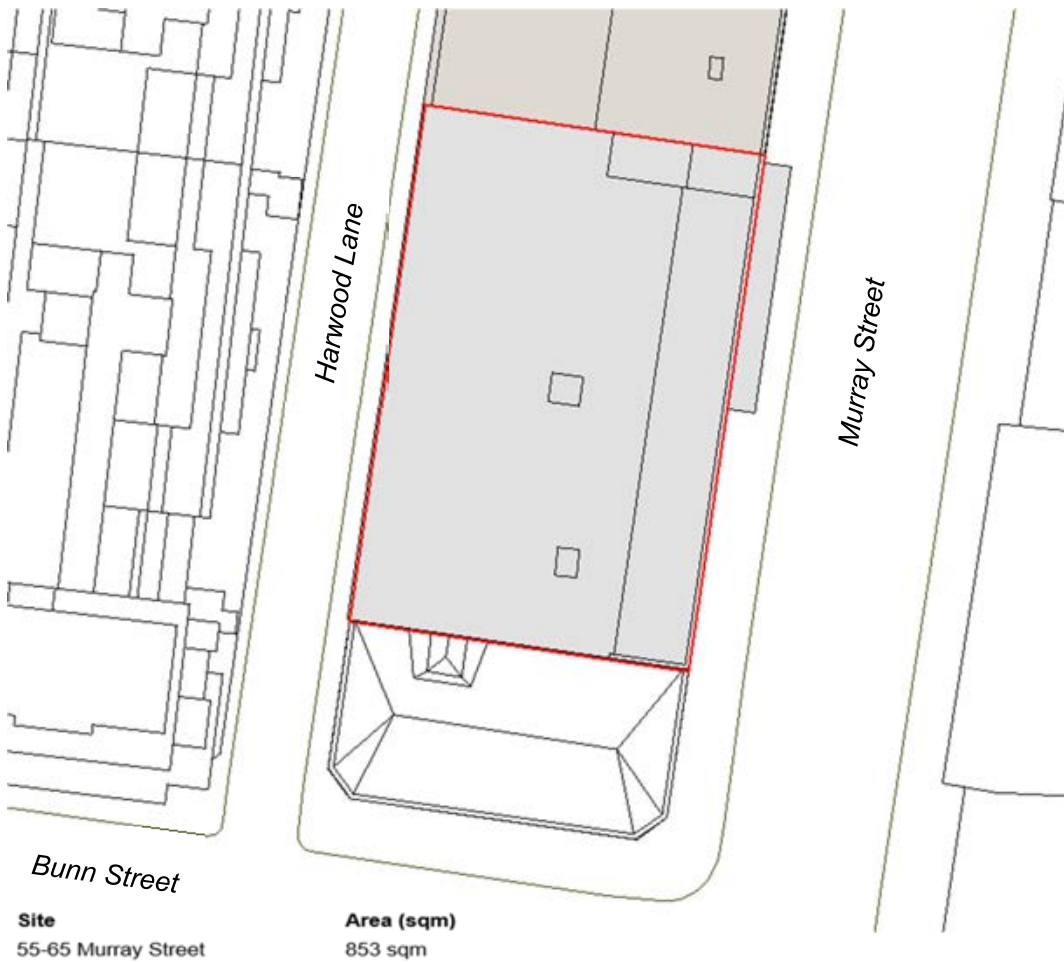 Harwood Lane
Murray Street
Bunn Street
Site
Area (sqm)
55-65 Murray Street
853 sqm